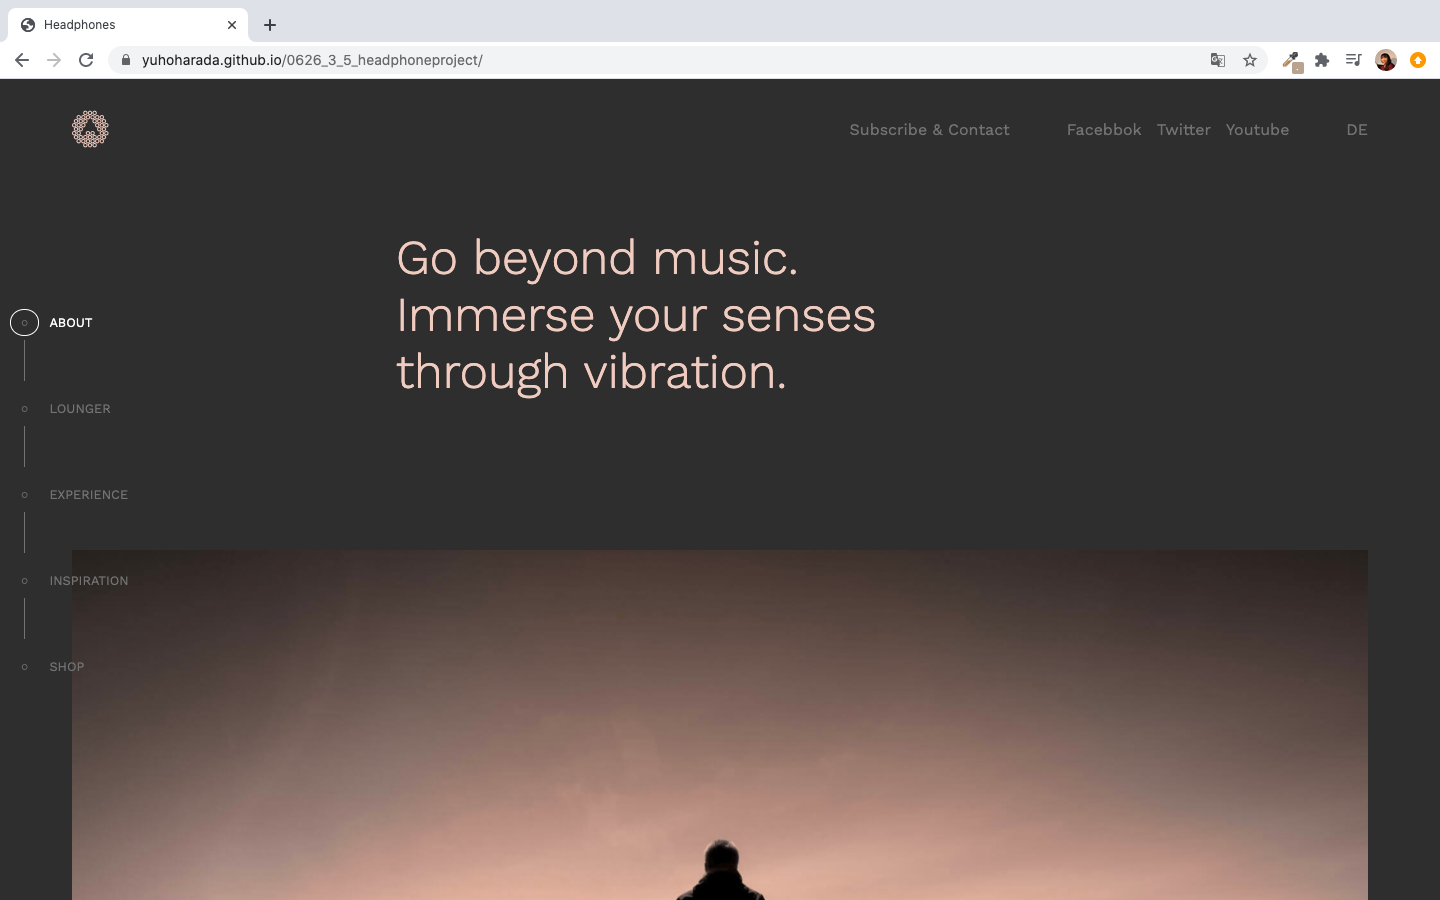 Headphones
yuhoharada.github.io/0626_3_5_headphoneproject/
Subscribe & Contact
Facebbok
Twitter
Youtube
DE
Go beyond music.
Immerse your senses
through vibration.
ABOUT
LOUNGER
EXPERIENCE
INSPIRATION
SHOP